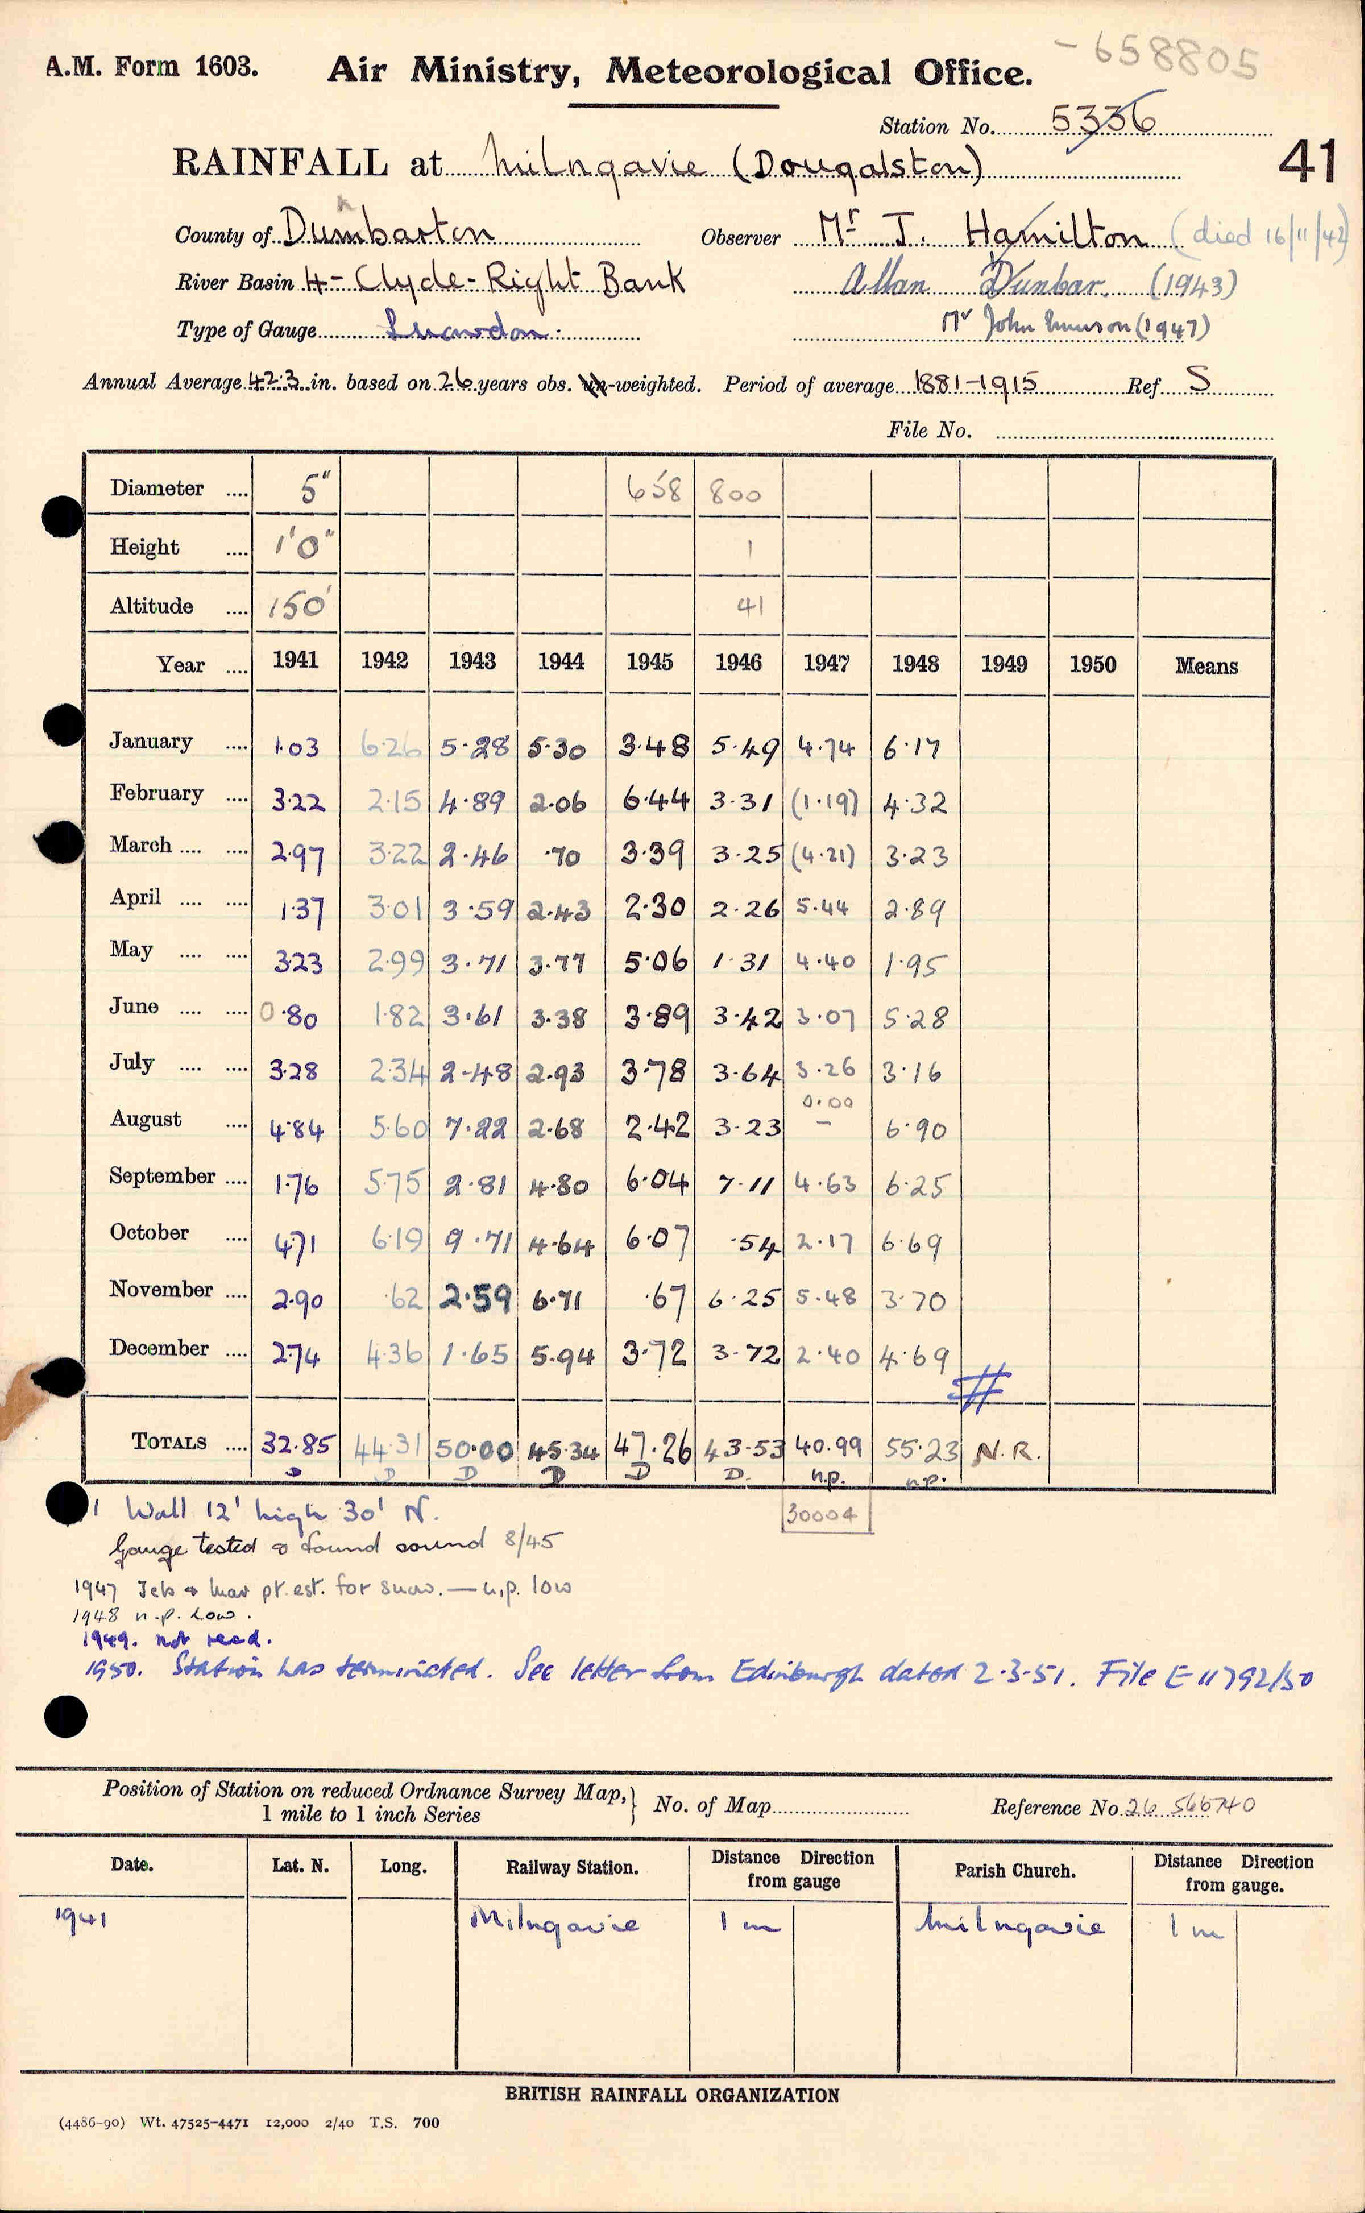 - 658805
A.M. Form 1603. Air Ministry, Meteorological Office.
Station No. 5336
RAINFALL at Milngavie (Dougalston) 41
County of Dumbarton Observer Mr J. Hamilton (died 16/11/42)
River Basin 4 - Clyde - Right Bank Allan Dunbar. (1943)
Type of Gauge Snowdon. Mr John (1947)
Annual Average 42.3 in. based on 26 years obs. un-weighted. Period of average 1881-1915 Ref. S
File No.
Diameter .... 5" 658 800
Height .... 1'0" 1
Altitude .... 150' 41
Year .... 1941 1942 1943 1944 1945 1946 1947 1948 1949 1950 Means
January .... 1.03 6.26 5.28 5.30 3.48 5.49 4.74 6.17
February .... 3.22 2.15 4.89 2.06 6.44 3.31 (1.19) 4.32
March .... .... 2.97 3.22 2.46 .70 3.39 3.25 (4.21) 3.23
April .... .... 1.37 3.01 3.59 2.43 2.30 2.26 5.44 2.89
May .... .... 3.23 2.99 3.71 3.77 5.06 1.31 4.40 1.95
June .... .... 0.80 1.82 3.61 3.38 3.89 3.42 3.07 5.28
July .... .... 3.28 2.34 2.48 2.93 3.78 3.64 3.26 3.16
0.00
August .... 4.84 5.60 7.22 2.68 2.42 3.23 - 6.90
September .... 1.76 5.75 2.81 4.80 6.04 7.11 4.63 6.25
October .... 4.71 6.19 9.71 4.64 6.07 .54 2.17 6.69
November .... 2.90 .62 2.59 6.71 .67 6.25 5.48 3.70
December .... 2.74 4.36 1.65 5.94 3.72 3.72 2.40 4.69
#
TOTALS .... 32.85 44.31 50.00 45.34 47.26 43.53 40.99 55.23 N.R.
D D D D D D. n.p. n.p.
30004
1 Wall 12' high 30' N.
Gauge tested & found sound 8/45
1947 Feb & Mar pt. est. for snow. — n.p. low
1948 n.p. low.
1949. not read.
1950. Station has terminated. See letter from Edinburgh dated 2.3.51. File E 11792/50
Position of Station on reduced Ordnance Survey Map,} No. of Map Reference No. 26 566740
1 mile to 1 inch Series
Date. Lat. N. Long. Railway Station. Distance Direction from gauge Parish Church. Distance Direction from gauge.
1941 Milngavie 1 m Milngavie 1 m
BRITISH RAINFALL ORGANIZATION
(4486-90) Wt. 47525-4471 12,000 2/40 T.S. 700